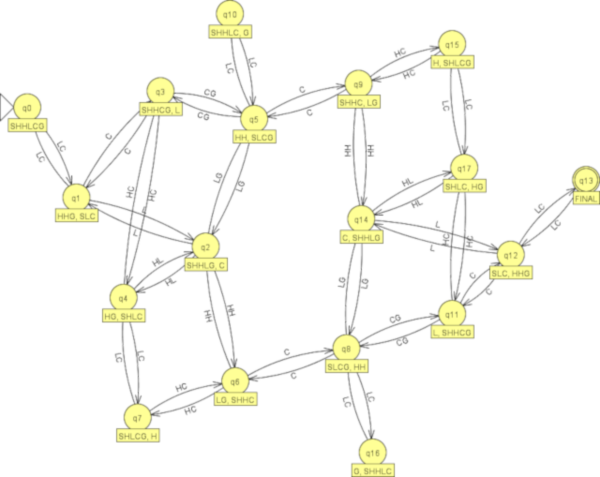 q10
SHHLC, G
LC
LC
q15
H, SHLCG
HC
HC
q9
SHHC, LG
q3
SHHCG, L
CG
CG
C
C
q0
SHHLCG
q5
HH, SLCG
LC
LC
LC
LC
C
C
HH
HH
q17
SHLC, HG
q13
FINAL
LG
LG
HL
HL
q1
HHG, SLC
HC
HC
LC
LC
q14
C, SHHLG
L
L
L
q2
SHHLG, C
HC
HC
q12
SLC, HHG
HL
HL
C
C
q4
HG, SHLC
LG
LG
HH
HH
q11
L, SHHCG
CG
CG
LC
LC
q8
SLCG, HH
C
C
q6
LG, SHHC
HC
HC
q7
SHLCG, H
LC
LC
q16
G, SHHLC